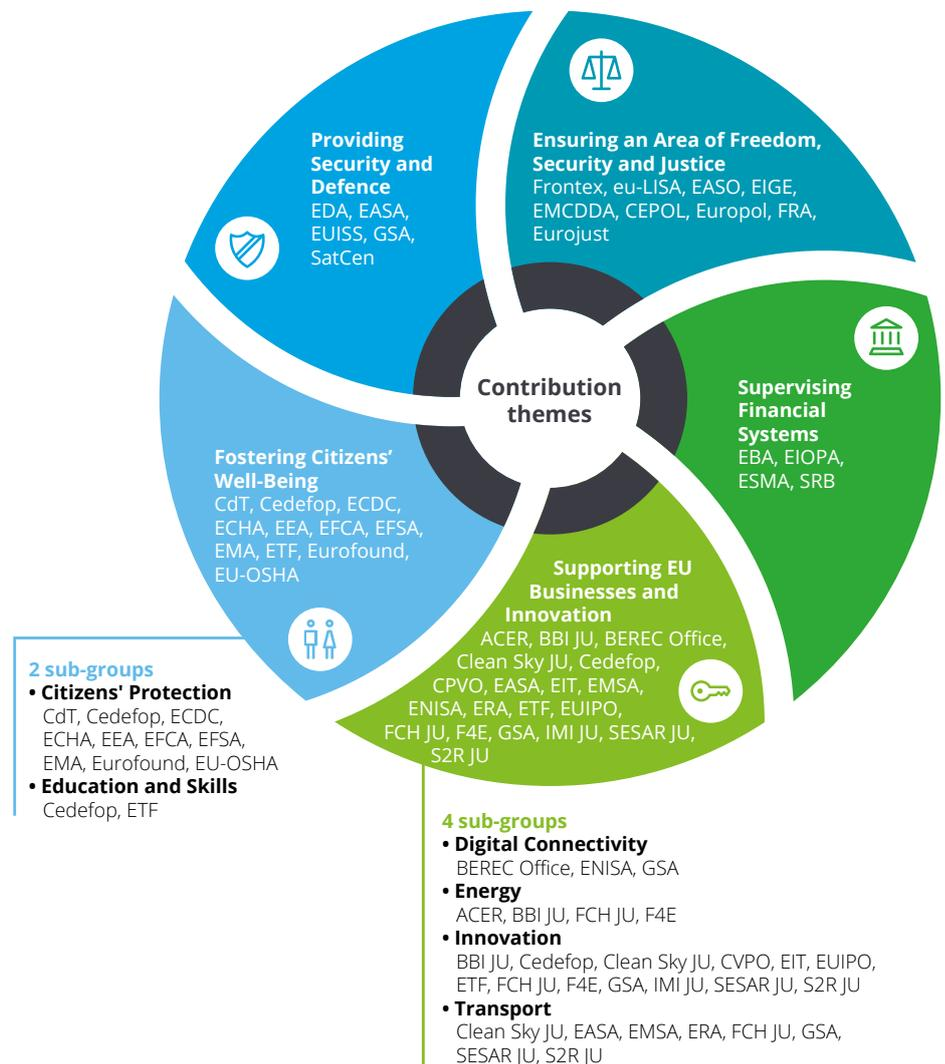 Providing
Security and
Defence
EDA, EASA,
EUISS, GSA,
SatCen
Ensuring an Area of Freedom,
Security and Justice
Frontex, eu-LISA, EASO, EIGE,
EMCDDA, CEPOL, Europol, FRA,
Eurojust
Contribution
themes
Supervising
Financial
Systems
EBA, EIOPA,
ESMA, SRB
Fostering Citizens’
Well-Being
CdT, Cedefop, ECDC,
ECHA, EEA, EFCA, EFSA,
EMA, ETF, Eurofound,
EU-OSHA
Supporting EU
Businesses and
Innovation
ACER, BBI JU, BEREC Office,
Clean Sky JU, Cedefop,
CPVO, EASA, EIT, EMSA,
ENISA, ERA, ETF, EUIPO,
FCH JU, F4E, GSA, IMI JU, SESAR JU,
S2R JU
2 sub-groups
• Citizens' Protection
CdT, Cedefop, ECDC,
ECHA, EEA, EFCA, EFSA,
EMA, Eurofound, EU-OSHA
• Education and Skills
Cedefop, ETF
4 sub-groups
• Digital Connectivity
BEREC Office, ENISA, GSA
• Energy
ACER, BBI JU, FCH JU, F4E
• Innovation
BBI JU, Cedefop, Clean Sky JU, CVPO, EIT, EUIPO,
ETF, FCH JU, F4E, GSA, IMI JU, SESAR JU, S2R JU
• Transport
Clean Sky JU, EASA, EMSA, ERA, FCH JU, GSA,
SESAR JU, S2R JU